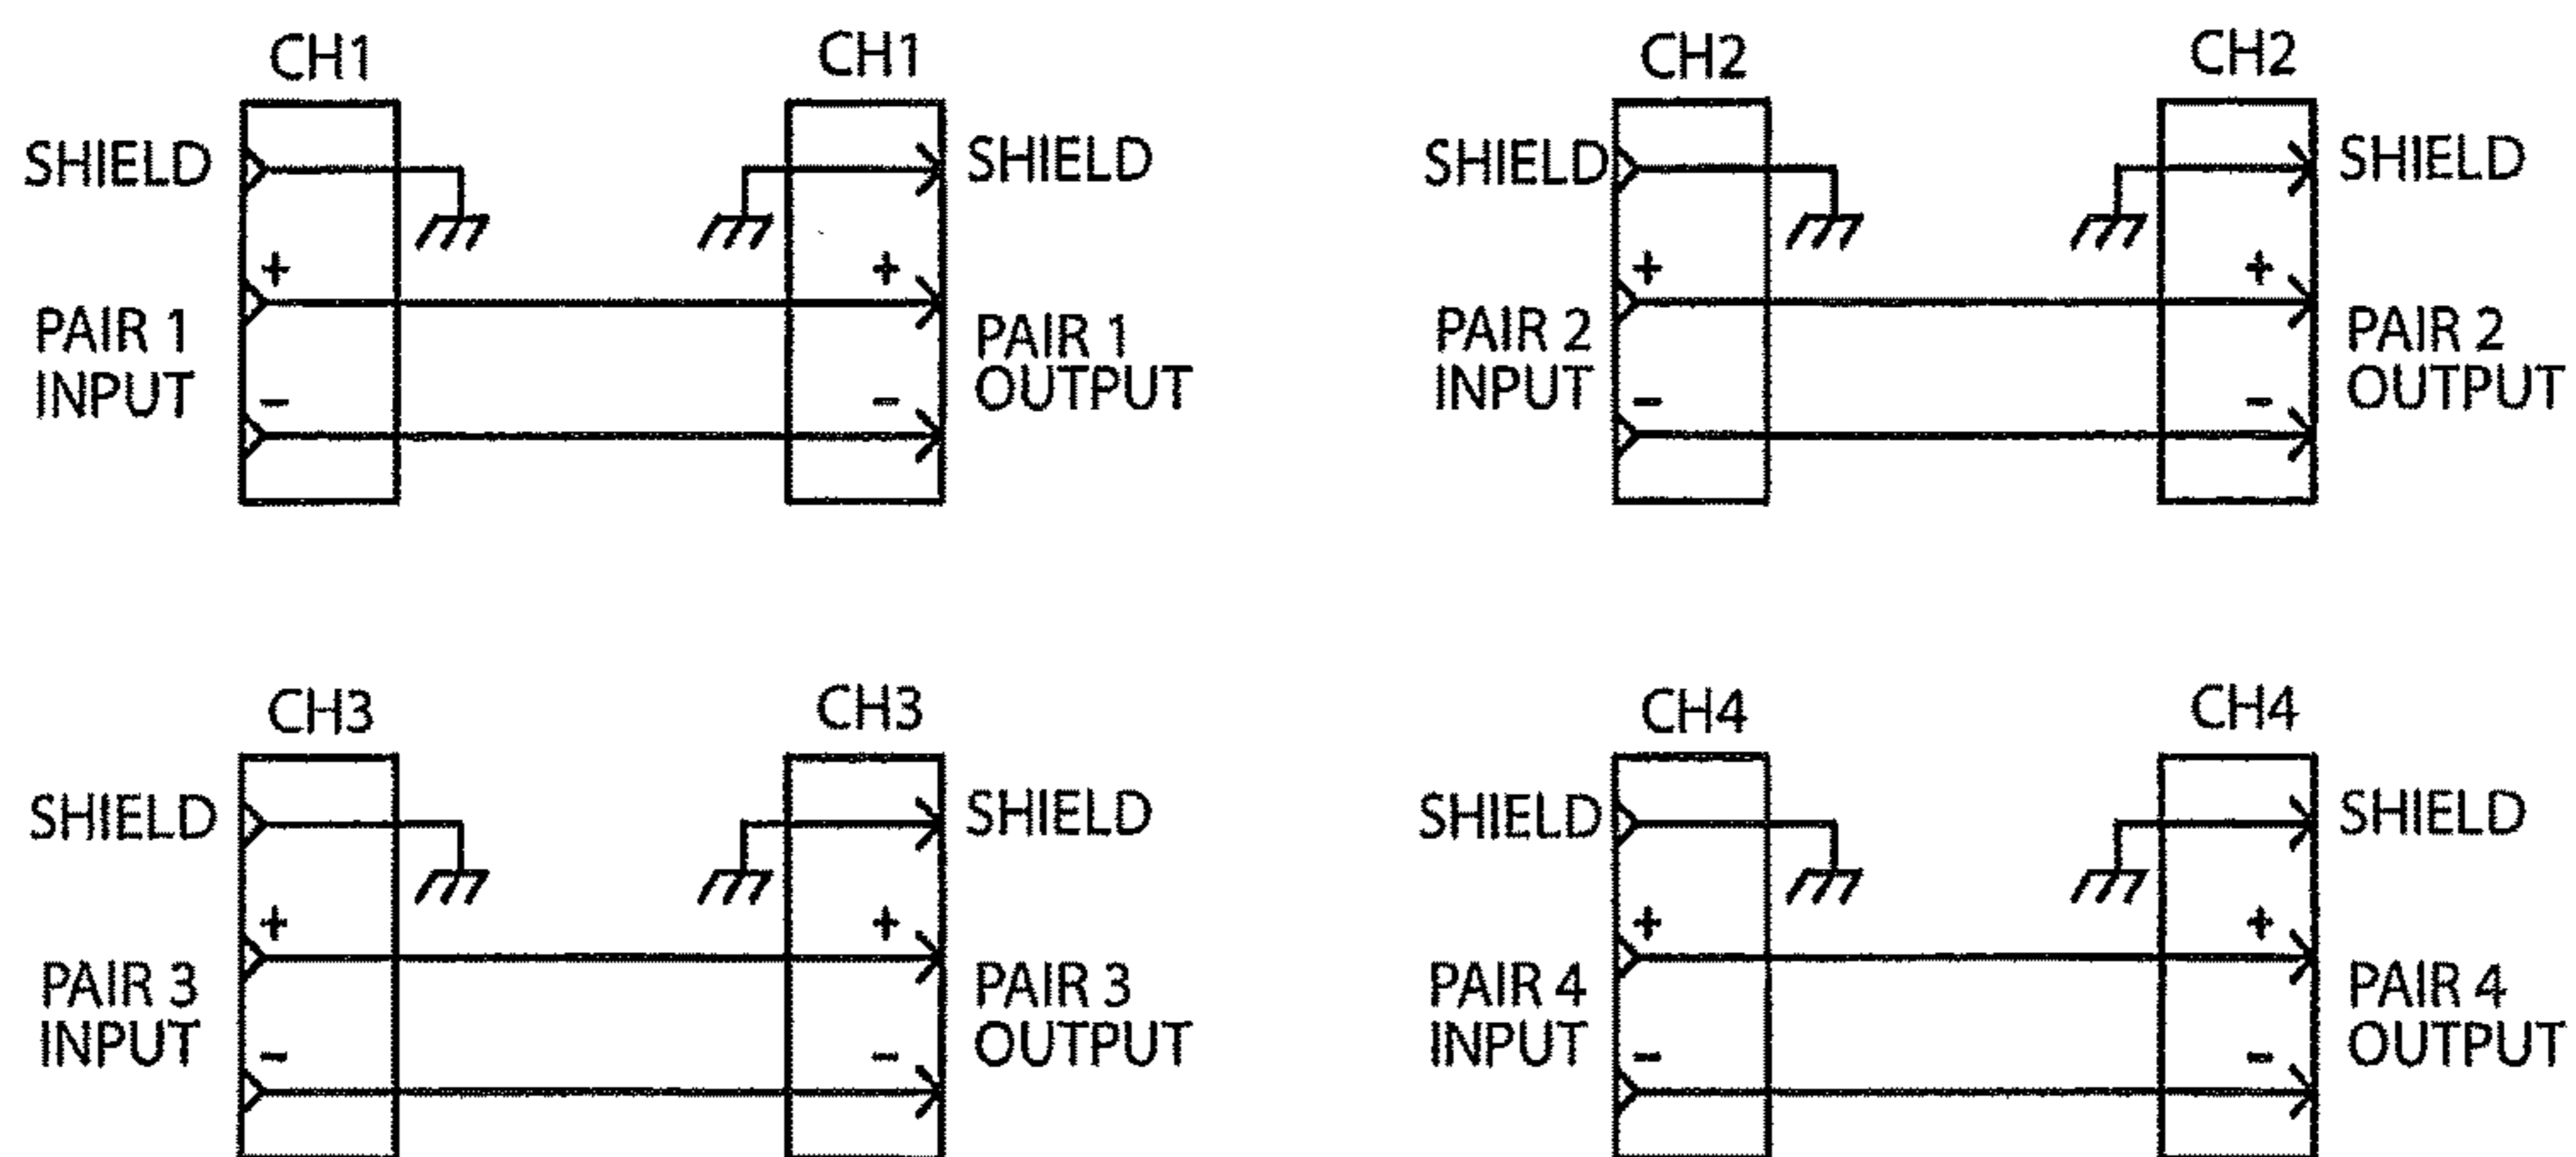 CH1
CH1
SHIELD
SHIELD
+
+
PAIR 1
INPUT
PAIR 1
OUTPUT
-
-
CH2
CH2
SHIELD
SHIELD
+
+
PAIR 2
INPUT
PAIR 2
OUTPUT
-
-
CH3
CH3
SHIELD
SHIELD
+
+
PAIR 3
INPUT
PAIR 3
OUTPUT
-
-
CH4
CH4
SHIELD
SHIELD
+
+
PAIR 4
INPUT
PAIR 4
OUTPUT
-
-